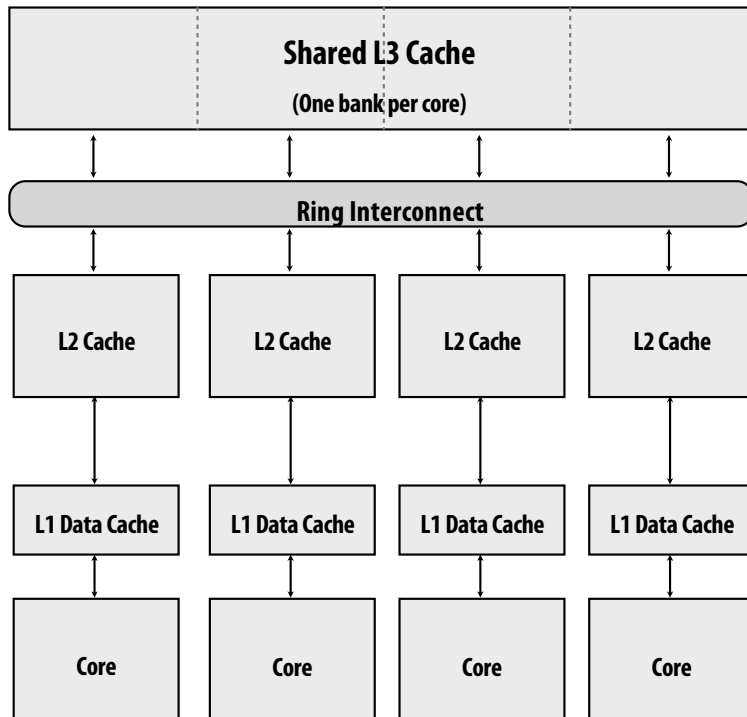 Shared L3 Cache
(One bank per core)
Ring Interconnect
L2 Cache
L2 Cache
L2 Cache
L2 Cache
L1 Data Cache
L1 Data Cache
L1 Data Cache
L1 Data Cache
Core
Core
Core
Core